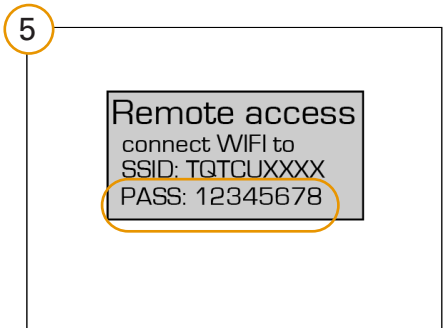 5
Remote access
connect WIFI to
SSID: TQTCUXXXX
PASS: 12345678